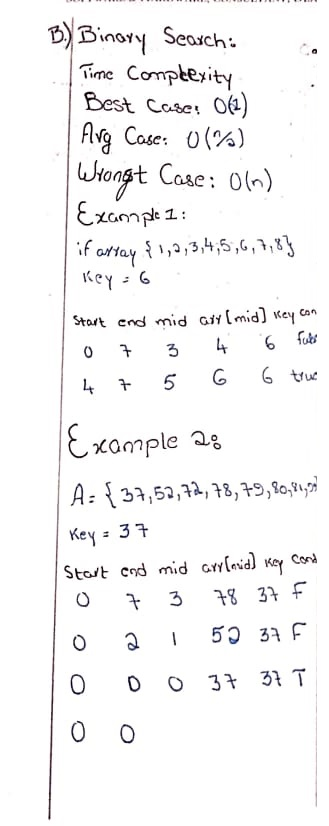 B.) Binary Search:
Time Complexity
Best Case: O(1)
Avg Case: O(n/2)
Wrongt Case: O(n)
Example 1:
if array {1,2,3,4,5,6,7,8}
Key = 6
Start end mid arr[mid] Key con
0 7 3 4 6 fals
4 7 5 6 6 true
Example 2:
A = {37,52,72,78,79,80,81,
Key = 37
Start end mid arr[mid] Key Cond
0 7 3 78 37 F
0 2 1 52 37 F
0 0 0 37 37 T
0 0